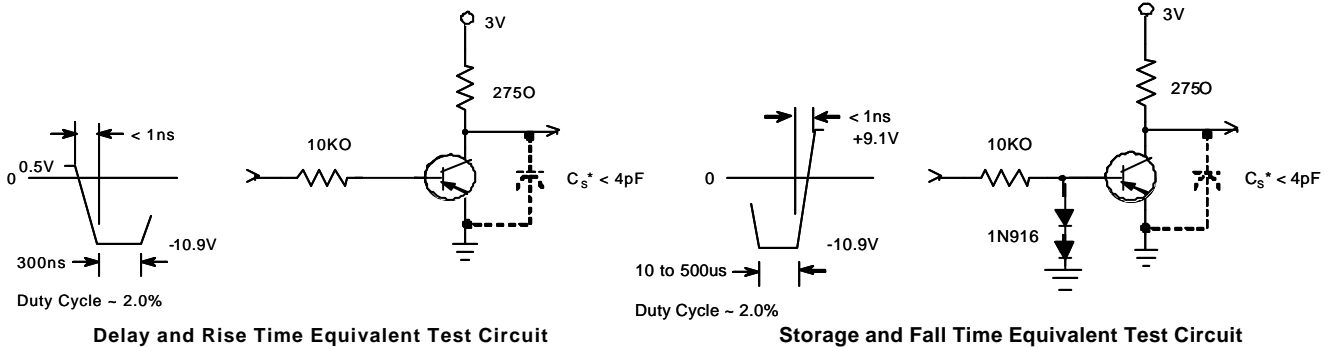 3V
275O
< 1ns
10KO
0.5V
0
Cs* < 4pF
-10.9V
300ns
Duty Cycle ~ 2.0%
Delay and Rise Time Equivalent Test Circuit
3V
275O
< 1ns
+9.1V
10KO
0
Cs* < 4pF
1N916
-10.9V
10 to 500us
Duty Cycle ~ 2.0%
Storage and Fall Time Equivalent Test Circuit